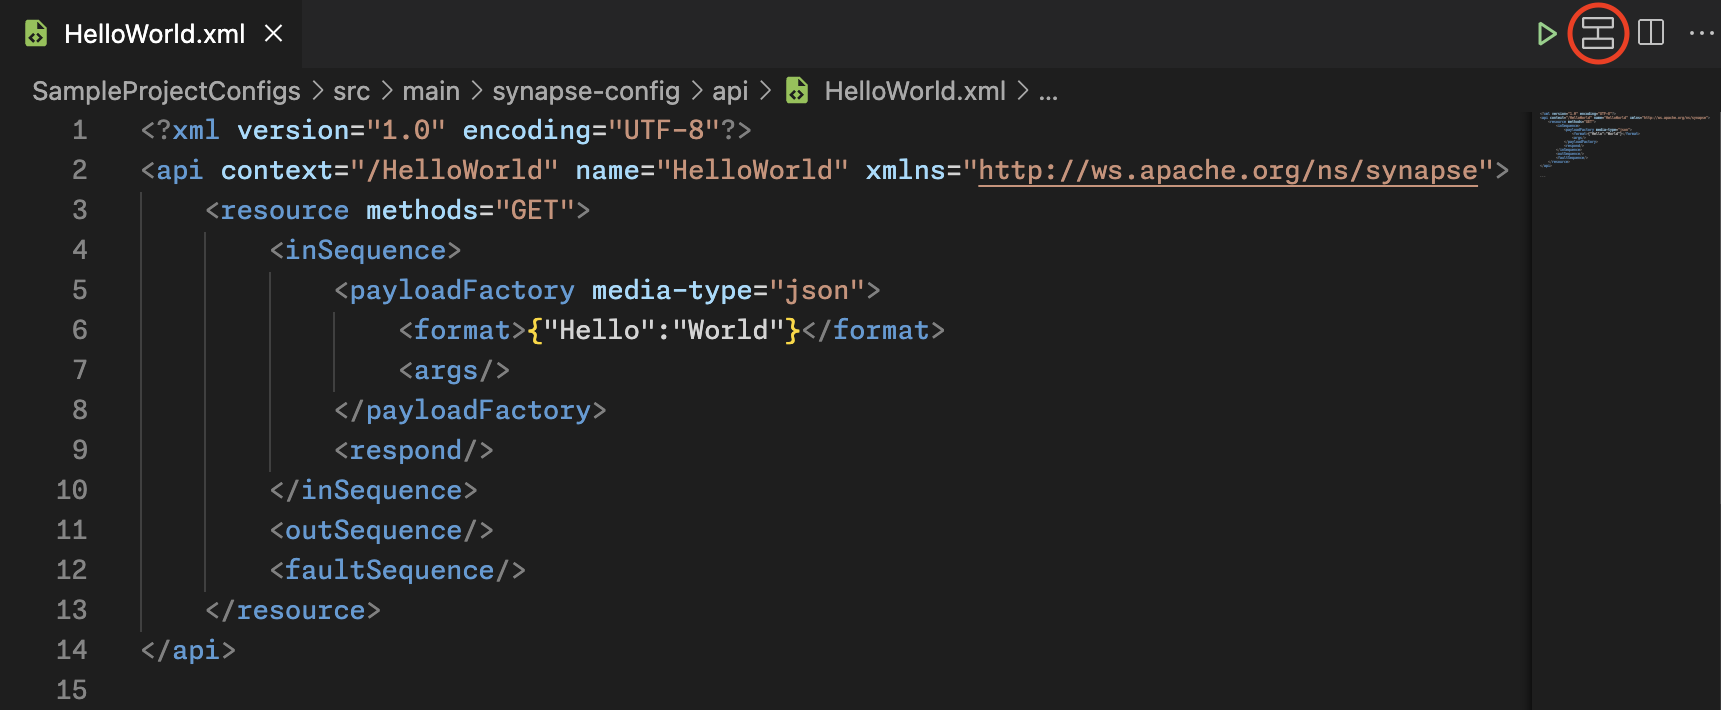 HelloWorld.xml
SampleProjectConfigs > src > main > synapse-config > api > HelloWorld.xml > ...
1 <?xml version="1.0" encoding="UTF-8"?>
2 <api context="/HelloWorld" name="HelloWorld" xmlns="http://ws.apache.org/ns/synapse">
3 <resource methods="GET">
4 <inSequence>
5 <payloadFactory media-type="json">
6 <format>{"Hello":"World"}</format>
7 <args/>
8 </payloadFactory>
9 <respond/>
10 </inSequence>
11 <outSequence/>
12 <faultSequence/>
13 </resource>
14 </api>
15